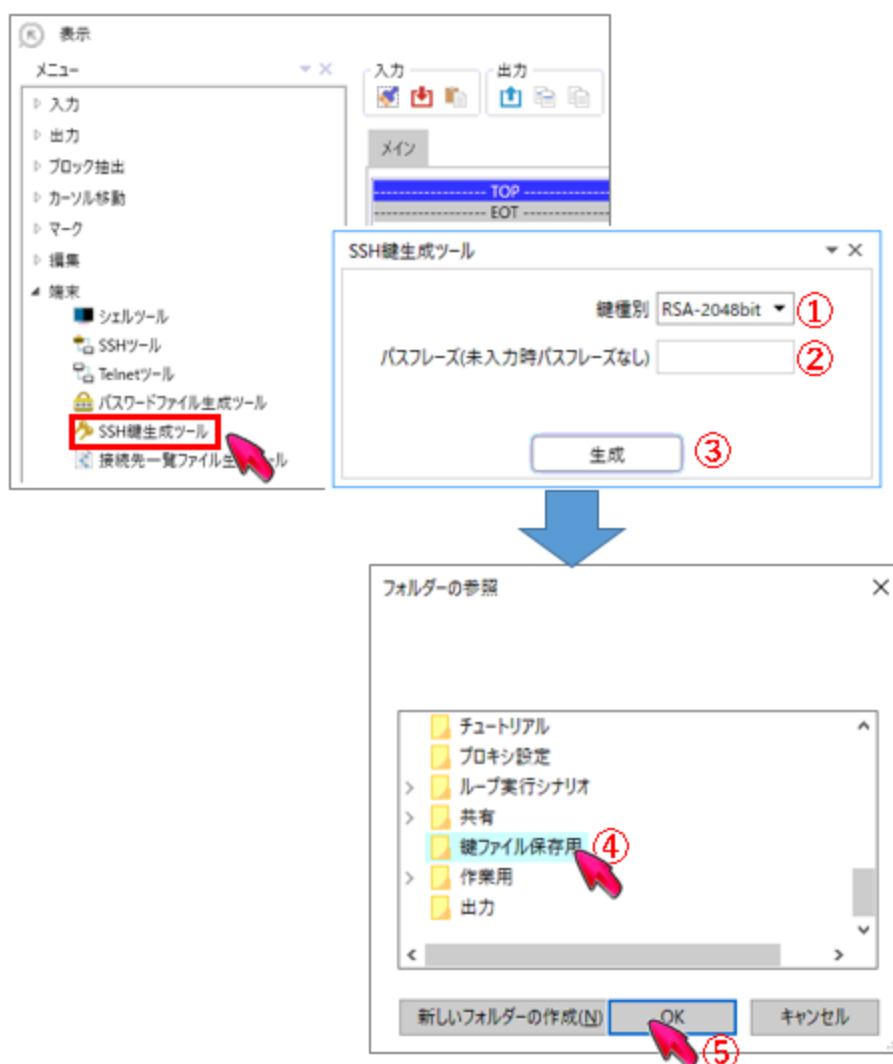 表示
メニュー
入力
出力
ブロック抽出
カーソル移動
マーク
編集
端末
シェルツール
SSHツール
Telnetツール
パスワードファイル生成ツール
SSH鍵生成ツール
接続先一覧ファイル生 ール
入力
出力
メイン
------------------ TOP --------------
------------------ EOT --------------
SSH鍵生成ツール
鍵種別 RSA-2048bit ①
パスフレーズ(未入力時パスフレーズなし) ②
生成 ③
フォルダーの参照
チュートリアル
プロキシ設定
ループ実行シナリオ
共有
鍵ファイル保存用 ④
作業用
出力
新しいフォルダーの作成(N) OK キャンセル
⑤